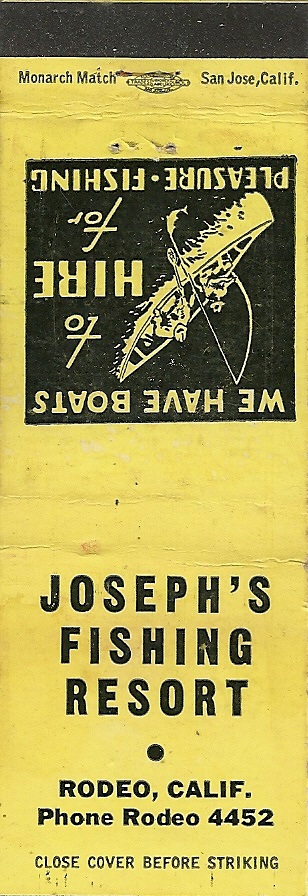 Monarch Match San Jose, Calif.
WE HAVE BOATS
to
HIRE
for
PLEASURE · FISHING
JOSEPH'S
FISHING
RESORT
RODEO, CALIF.
Phone Rodeo 4452
CLOSE COVER BEFORE STRIKING